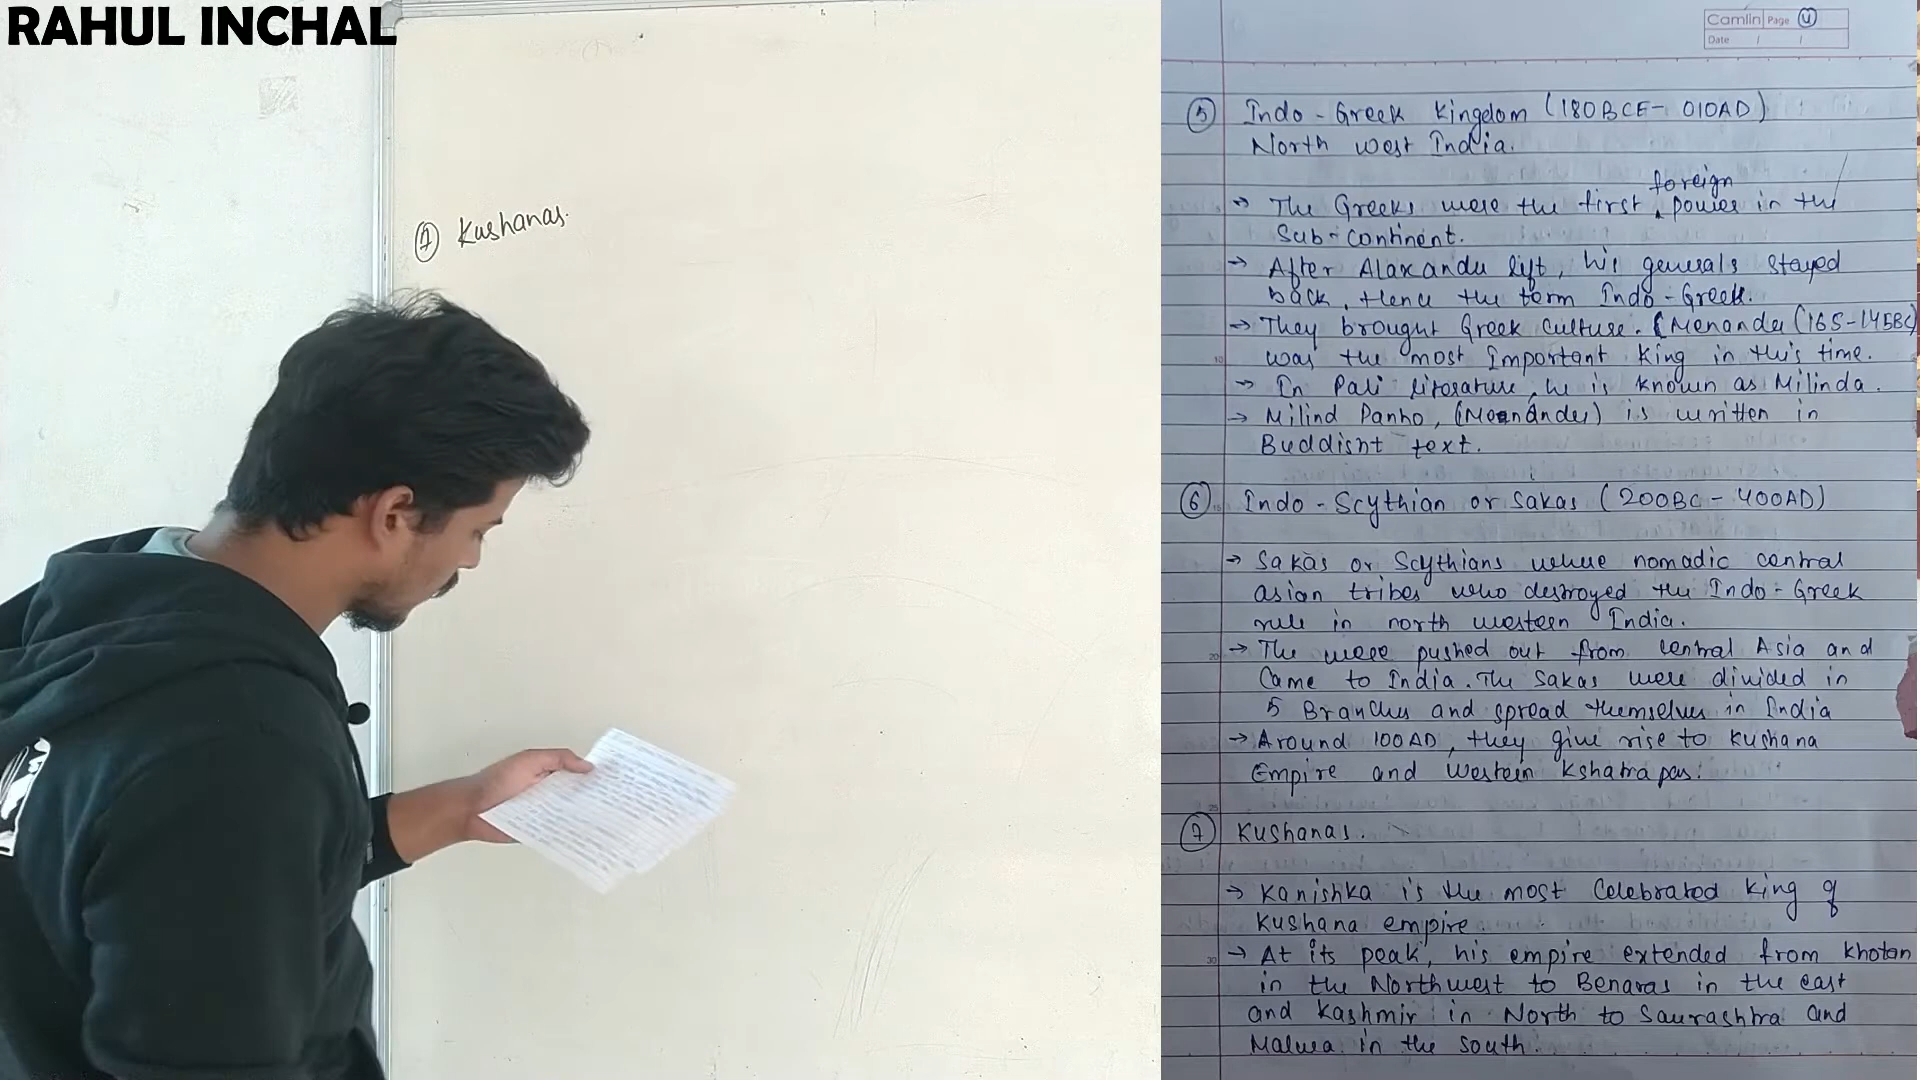 RAHUL INCHAL
⑦ Kushanas.
Camlin Page 4
Date / /
⑤ Indo-Greek Kingdom (180BCE-010AD)
North west India.
foreign
→ The Greeks were the first power in the
Sub-continent.
→ After Alaxandu left, his generals stayed
back. Hence the term Indo-Greek.
→ They brought Greek culture. (Menander (165-145BC)
was the most Important King in this time.
→ In Pali literature, he is known as Milinda.
→ Milind Panho, (Menander) is written in
Buddisht text.
⑥ Indo-Scythian or Sakas (200BC-400AD)
→ Sakas or Scythians where nomadic central
asian tribes who destroyed the Indo-Greek
rule in north western India.
20 → The were pushed out from central Asia and
Came to India. The Sakas were divided in
5 Branches and spread themselves in India
→ Around 100AD, they give rise to Kushana
Empire and Western Kshatrapas.
25
⑦ Kushanas.
→ Kanishka is the most Celebrated King of
Kushana empire.
30 → At its peak, his empire extended from Khotan
in the Northwest to Benaras in the east
and Kashmir in North to Saurashtra and
Malwa in the south.